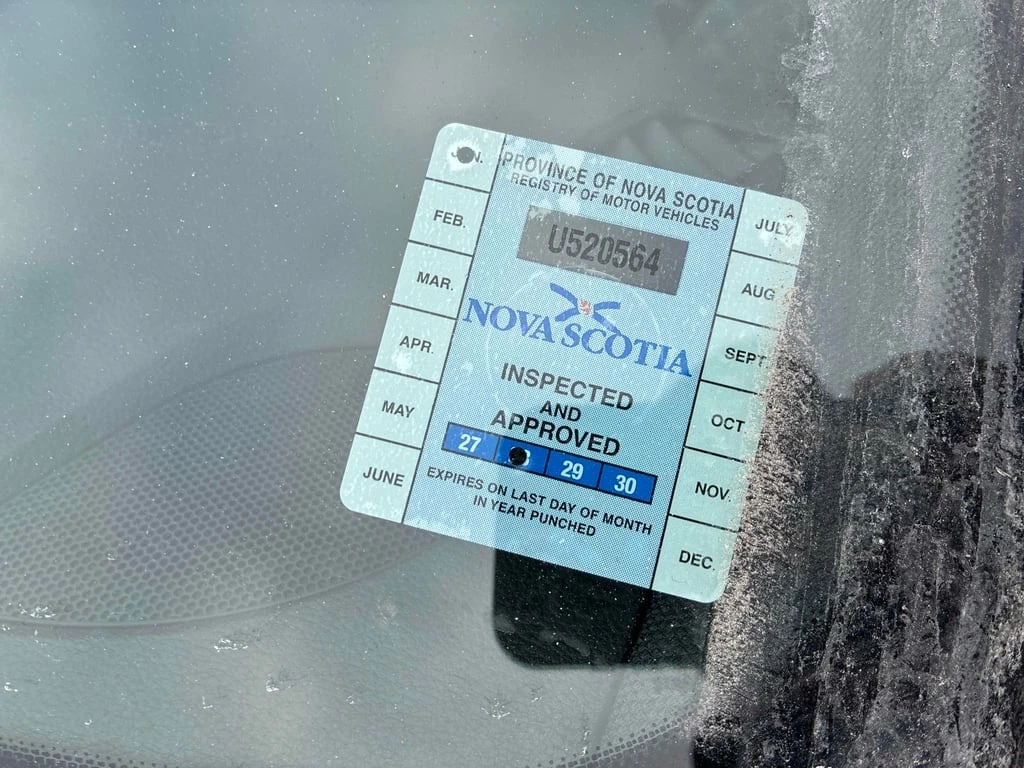 PROVINCE OF NOVA SCOTIA
REGISTRY OF MOTOR VEHICLES
U520564
NOVA SCOTIA
INSPECTED
AND
APPROVED
27 29 30
EXPIRES ON LAST DAY OF MONTH
IN YEAR PUNCHED
FEB.
MAR.
APR.
MAY
JUNE
JULY
AUG
SEPT
OCT
NOV.
DEC.